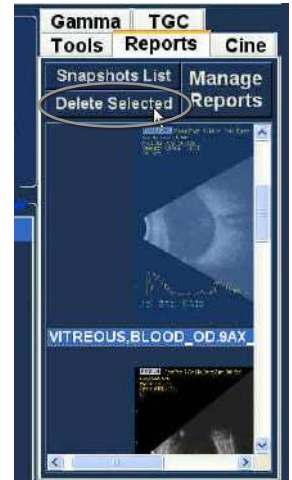 Gamma TGC
Tools Reports Cine
Snapshots List
Manage Reports
Delete Selected
VITREOUS,BLOOD_OD.9AX_